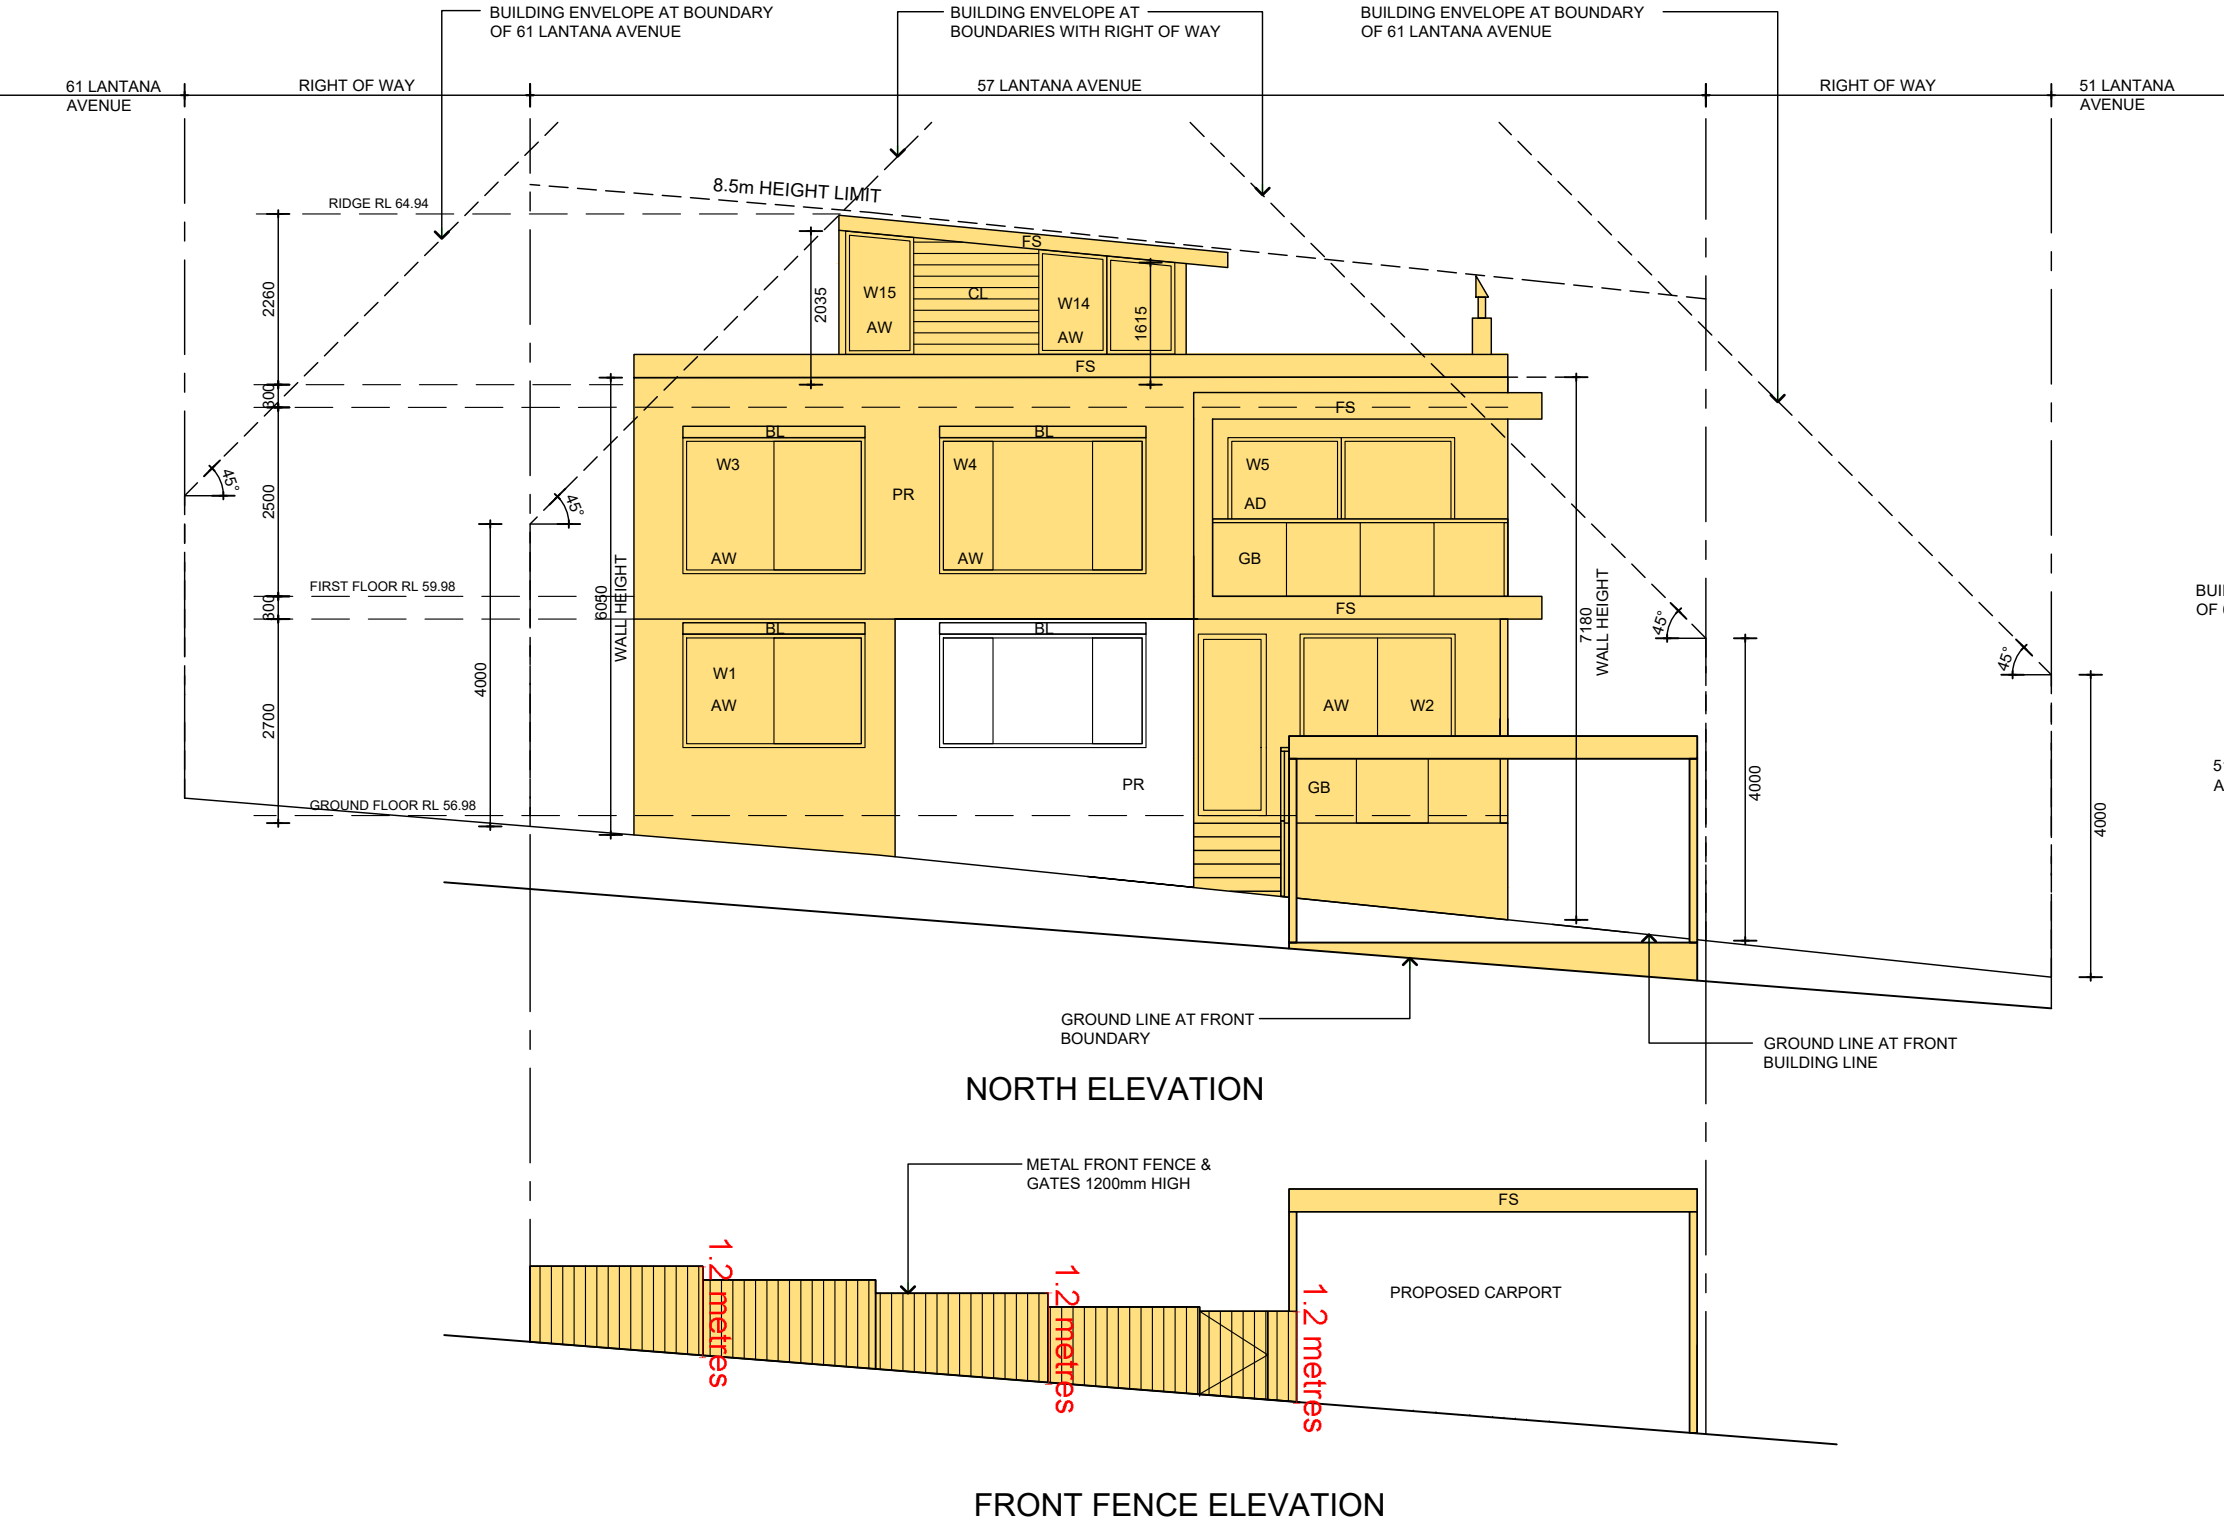 BUILDING ENVELOPE AT BOUNDARY
OF 61 LANTANA AVENUE
BUILDING ENVELOPE AT
BOUNDARIES WITH RIGHT OF WAY
BUILDING ENVELOPE AT BOUNDARY
OF 61 LANTANA AVENUE
61 LANTANA
AVENUE
RIGHT OF WAY
57 LANTANA AVENUE
RIGHT OF WAY
51 LANTANA
AVENUE
8.5m HEIGHT LIMIT
RIDGE RL 64.94
FS
2260
2035
W15
AW
CL
W14
AW
1615
FS
300
FS
BL
BL
W3
W4
W5
PR
AD
45°
45°
2500
AW
AW
GB
FIRST FLOOR RL 59.98
300
6050
WALL HEIGHT
FS
7180
WALL HEIGHT
45°
45°
BL
BL
W1
AW
4000
2700
AW
W2
PR
GB
4000
4000
GROUND FLOOR RL 56.98
GROUND LINE AT FRONT
BOUNDARY
GROUND LINE AT FRONT
BUILDING LINE
NORTH ELEVATION
METAL FRONT FENCE &
GATES 1200mm HIGH
FS
1.2 metres
1.2 metres
1.2 metres
PROPOSED CARPORT
FRONT FENCE ELEVATION